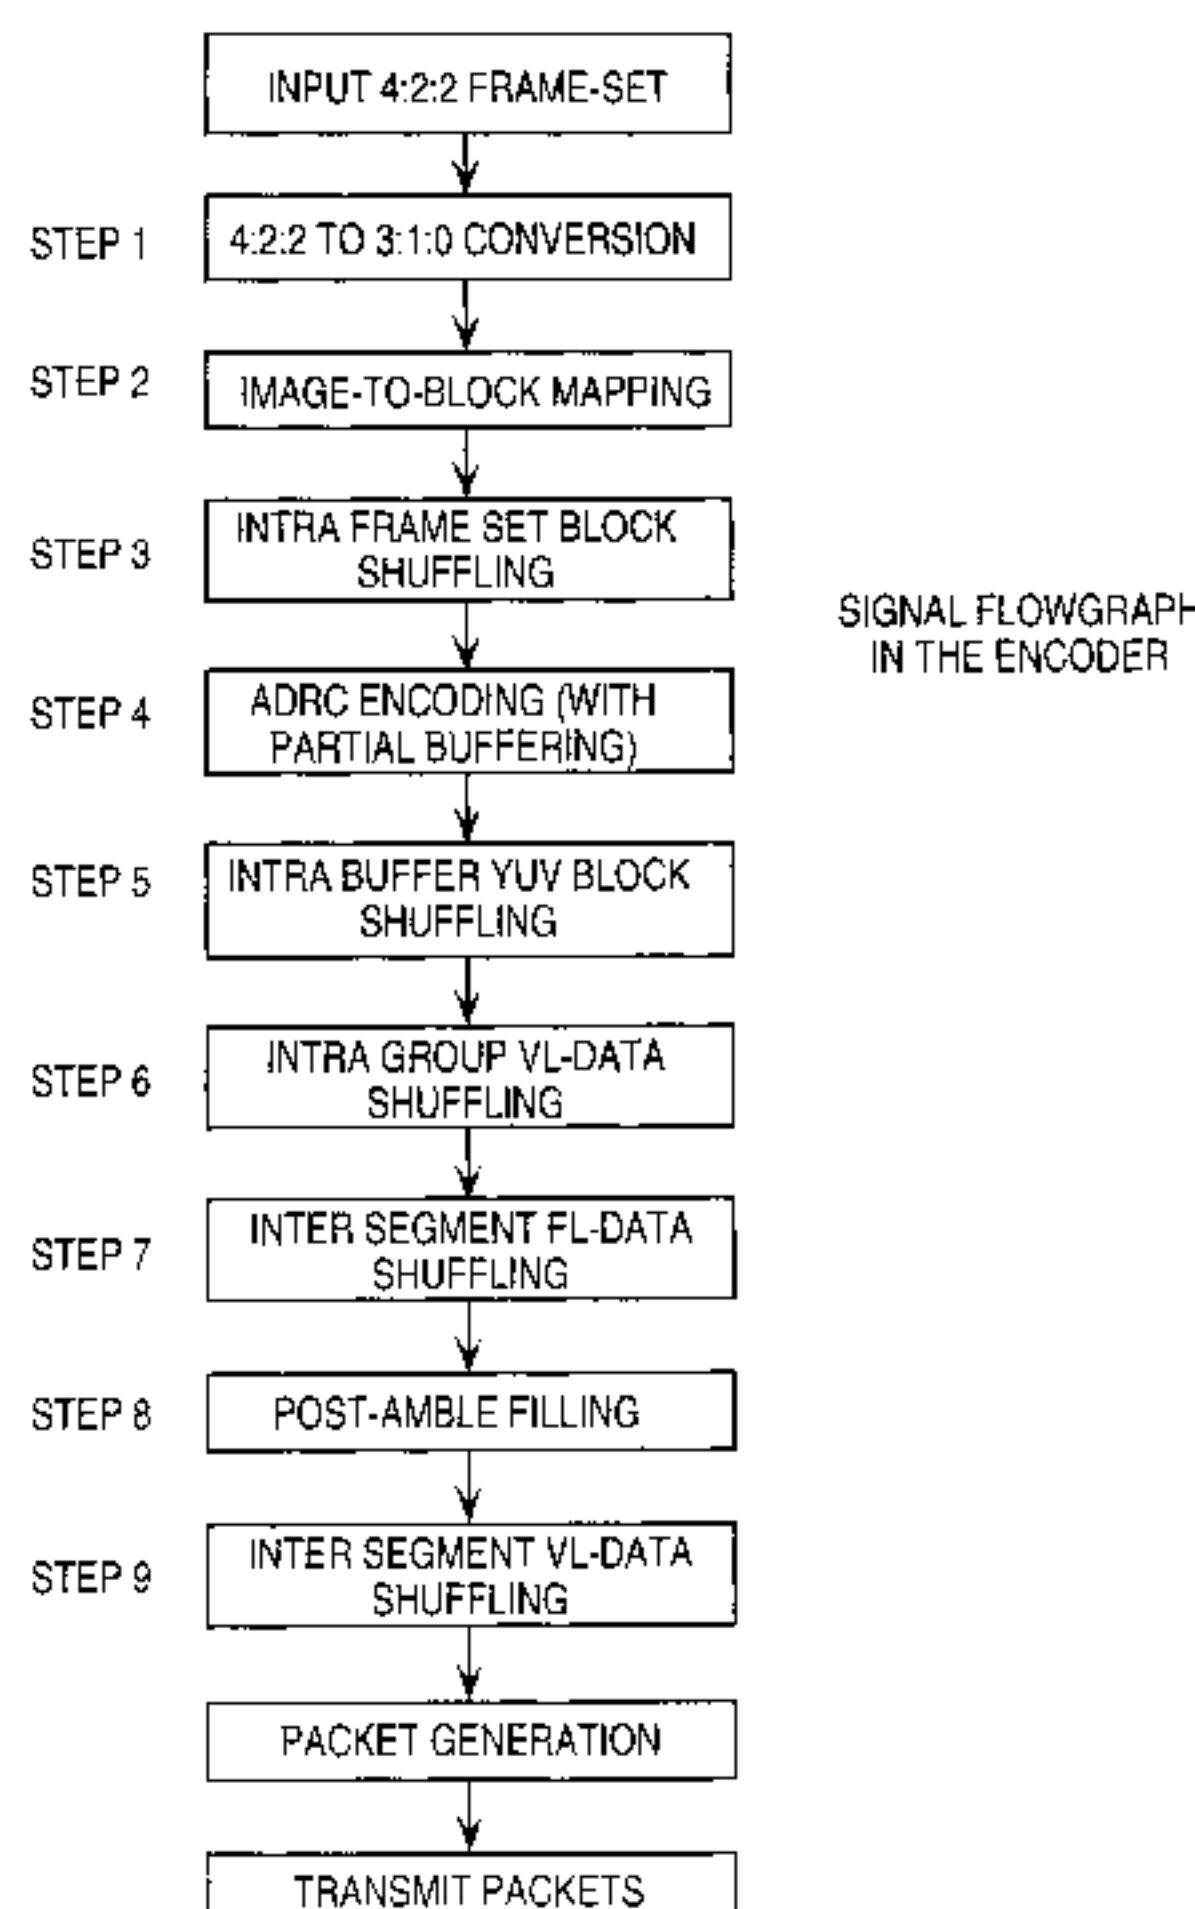 INPUT 4:2:2 FRAME-SET
STEP 1
4:2:2 TO 3:1:0 CONVERSION
STEP 2
IMAGE-TO-BLOCK MAPPING
STEP 3
INTRA FRAME SET BLOCK
SHUFFLING
SIGNAL FLOWGRAPH
IN THE ENCODER
STEP 4
ADRC ENCODING (WITH
PARTIAL BUFFERING)
STEP 5
INTRA BUFFER YUV BLOCK
SHUFFLING
STEP 6
INTRA GROUP VL-DATA
SHUFFLING
STEP 7
INTER SEGMENT FL-DATA
SHUFFLING
STEP 8
POST-AMBLE FILLING
STEP 9
INTER SEGMENT VL-DATA
SHUFFLING
PACKET GENERATION
TRANSMIT PACKETS